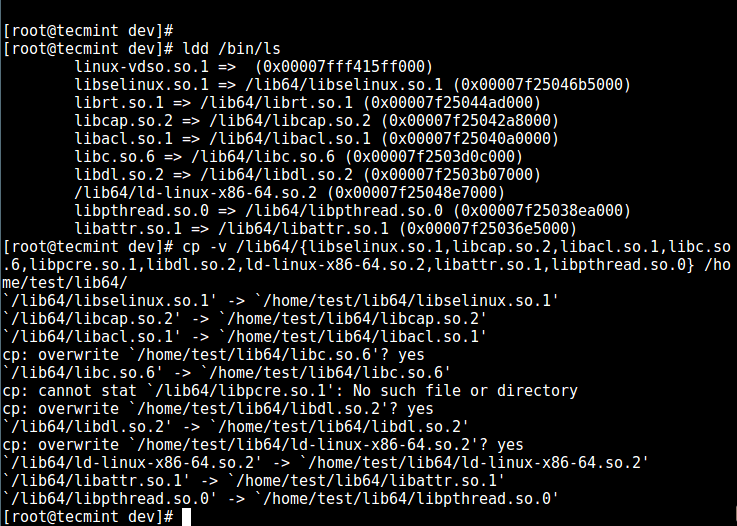 [root@tecmint dev]#
[root@tecmint dev]# ldd /bin/ls
linux-vdso.so.1 =>  (0x00007fff415ff000)
libselinux.so.1 => /lib64/libselinux.so.1 (0x00007f25046b5000)
librt.so.1 => /lib64/librt.so.1 (0x00007f25044ad000)
libcap.so.2 => /lib64/libcap.so.2 (0x00007f25042a8000)
libacl.so.1 => /lib64/libacl.so.1 (0x00007f25040a0000)
libc.so.6 => /lib64/libc.so.6 (0x00007f2503d0c000)
libdl.so.2 => /lib64/libdl.so.2 (0x00007f2503b07000)
/lib64/ld-linux-x86-64.so.2 (0x00007f25048e7000)
libpthread.so.0 => /lib64/libpthread.so.0 (0x00007f25038ea000)
libattr.so.1 => /lib64/libattr.so.1 (0x00007f25036e5000)
[root@tecmint dev]# cp -v /lib64/{libselinux.so.1,libcap.so.2,libacl.so.1,libc.so
.6,libpcre.so.1,libdl.so.2,ld-linux-x86-64.so.2,libattr.so.1,libpthread.so.0} /ho
me/test/lib64/
`/lib64/libselinux.so.1' -> `/home/test/lib64/libselinux.so.1'
`/lib64/libcap.so.2' -> `/home/test/lib64/libcap.so.2'
`/lib64/libacl.so.1' -> `/home/test/lib64/libacl.so.1'
cp: overwrite `/home/test/lib64/libc.so.6'? yes
`/lib64/libc.so.6' -> `/home/test/lib64/libc.so.6'
cp: cannot stat `/lib64/libpcre.so.1': No such file or directory
cp: overwrite `/home/test/lib64/libdl.so.2'? yes
`/lib64/libdl.so.2' -> `/home/test/lib64/libdl.so.2'
cp: overwrite `/home/test/lib64/ld-linux-x86-64.so.2'? yes
`/lib64/ld-linux-x86-64.so.2' -> `/home/test/lib64/ld-linux-x86-64.so.2'
`/lib64/libattr.so.1' -> `/home/test/lib64/libattr.so.1'
`/lib64/libpthread.so.0' -> `/home/test/lib64/libpthread.so.0'
[root@tecmint dev]#